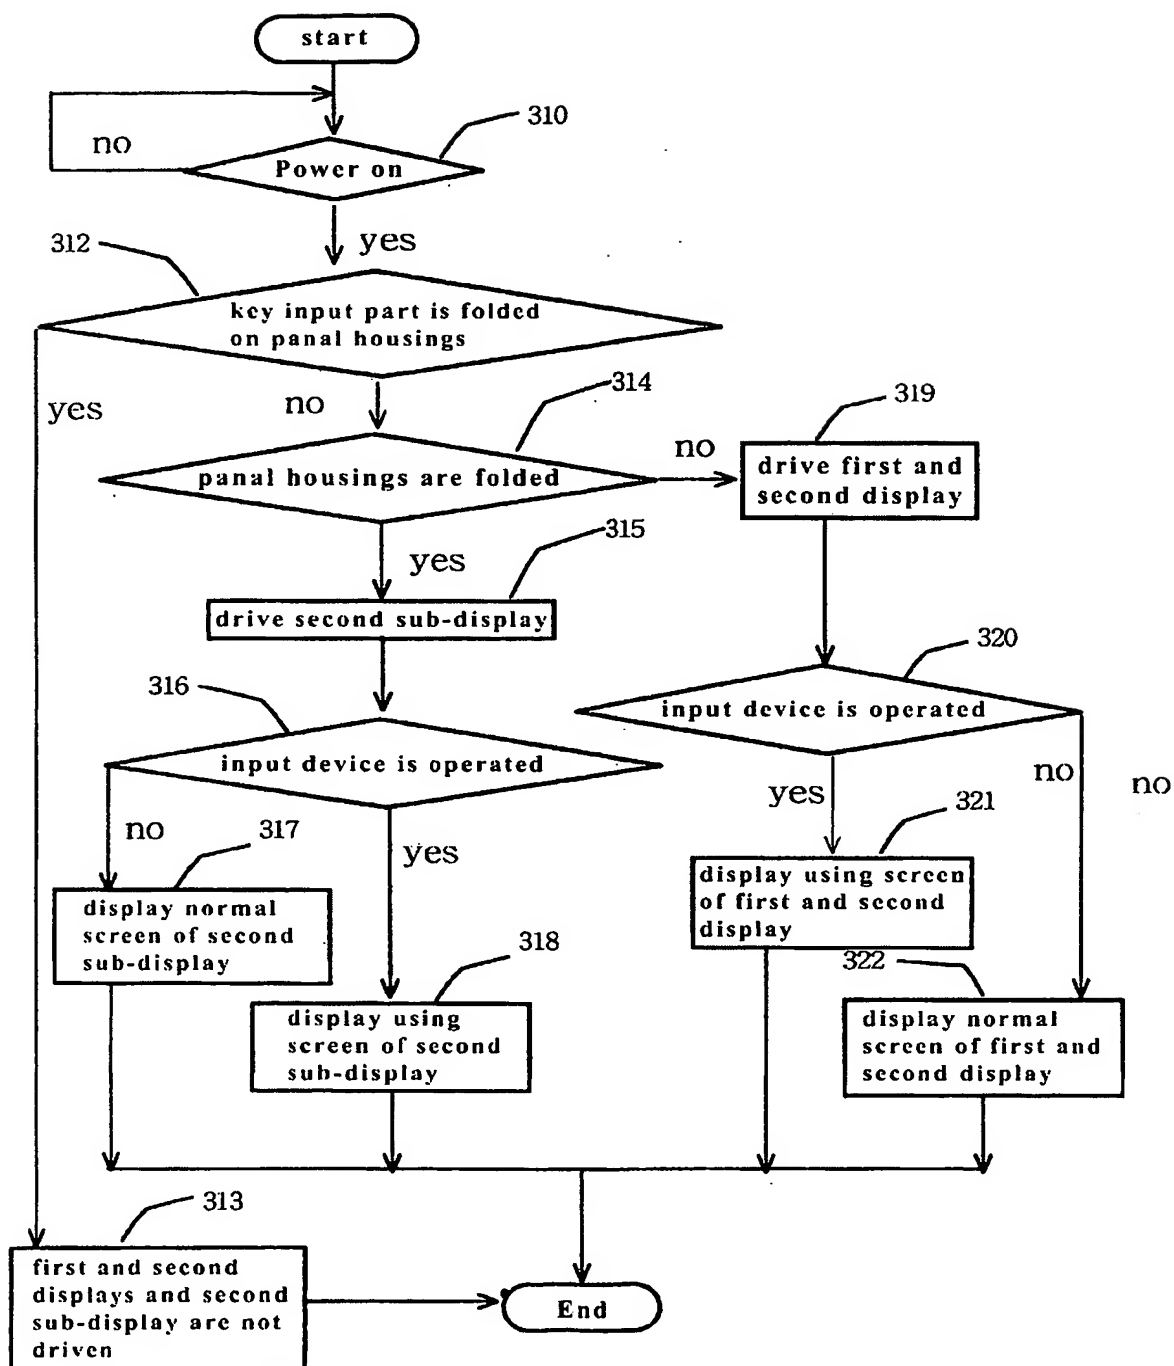 start
310
no
Power on
312
yes
key input part is folded
on panal housings
yes
no
314
319
panal housings are folded
no
drive first and
second display
yes
315
drive second sub-display
316
320
input device is operated
input device is operated
no
317
yes
yes
321
no
no
display normal
screen of second
sub-display
display using screen
of first and second
display
318
322
display using
screen of second
sub-display
display normal
screen of first and
second display
313
first and second
displays and second
sub-display are not
driven
End